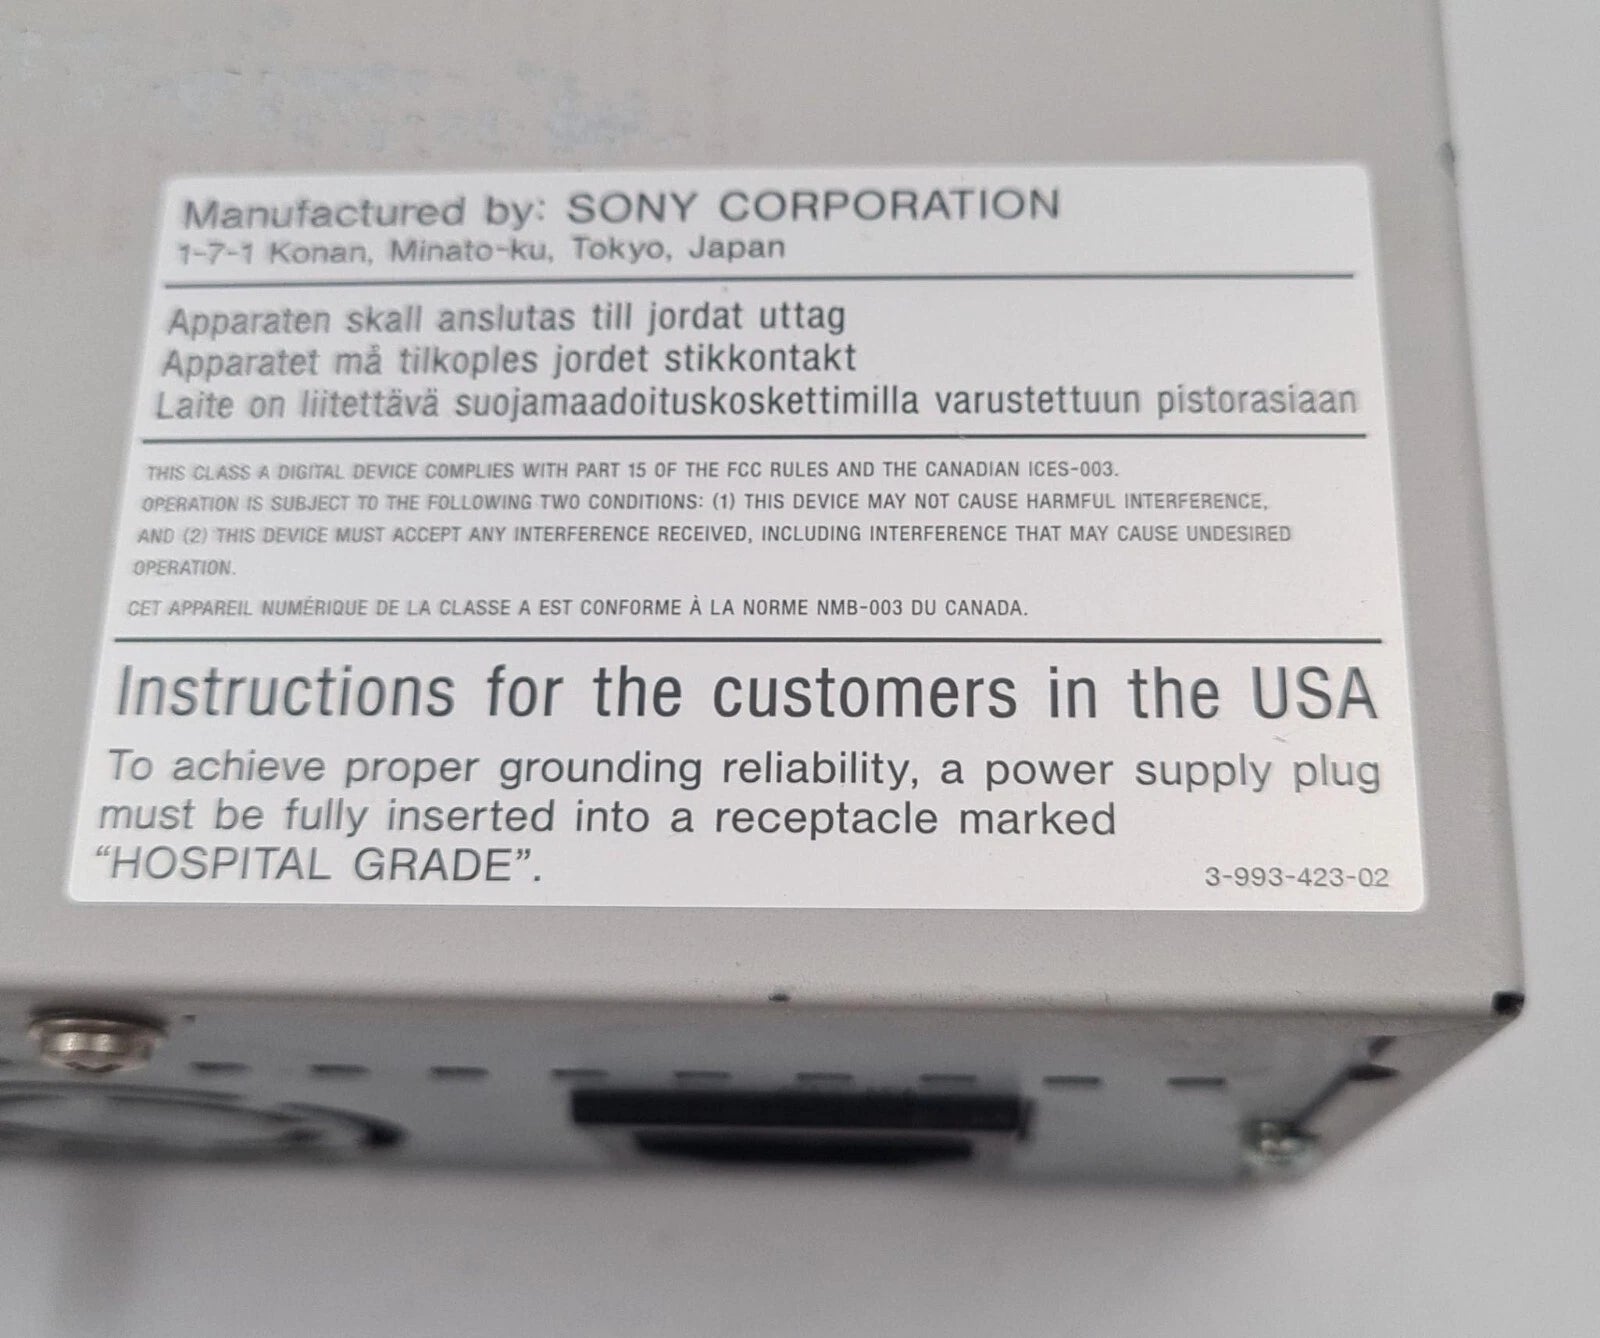 Manufactured by: SONY CORPORATION
1-7-1 Konan, Minato-ku, Tokyo, Japan
Apparaten skall anslutas till jordat uttag
Apparatet må tilkoples jordet stikkontakt
Laite on liitettävä suojamaadoituskoskettimilla varustettuun pistorasiaan
THIS CLASS A DIGITAL DEVICE COMPLIES WITH PART 15 OF THE FCC RULES AND THE CANADIAN ICES-003.
OPERATION IS SUBJECT TO THE FOLLOWING TWO CONDITIONS: (1) THIS DEVICE MAY NOT CAUSE HARMFUL INTERFERENCE,
AND (2) THIS DEVICE MUST ACCEPT ANY INTERFERENCE RECEIVED, INCLUDING INTERFERENCE THAT MAY CAUSE UNDESIRED
OPERATION.
CET APPAREIL NUMÉRIQUE DE LA CLASSE A EST CONFORME À LA NORME NMB-003 DU CANADA.
Instructions for the customers in the USA
To achieve proper grounding reliability, a power supply plug
must be fully inserted into a receptacle marked
“HOSPITAL GRADE”.
3-993-423-02